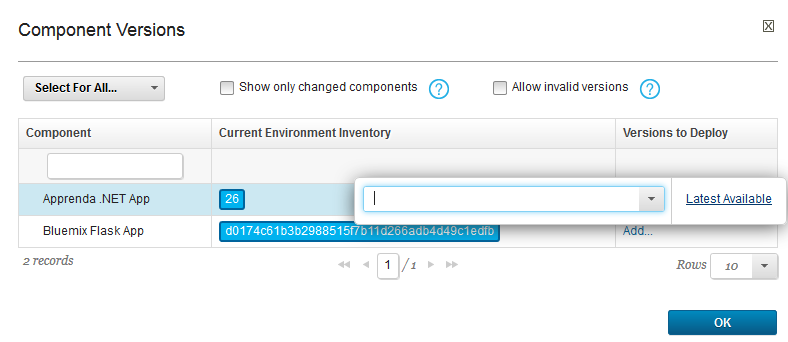 Component Versions
Select For All...
Show only changed components ?
Allow invalid versions ?
Component Current Environment Inventory Versions to Deploy
Apprenda .NET App 26 Latest Available
Bluemix Flask App d0174c61b3b2988515f7b11d266adb4d49c1edfb Add...
2 records 1 / 1 Rows 10
OK